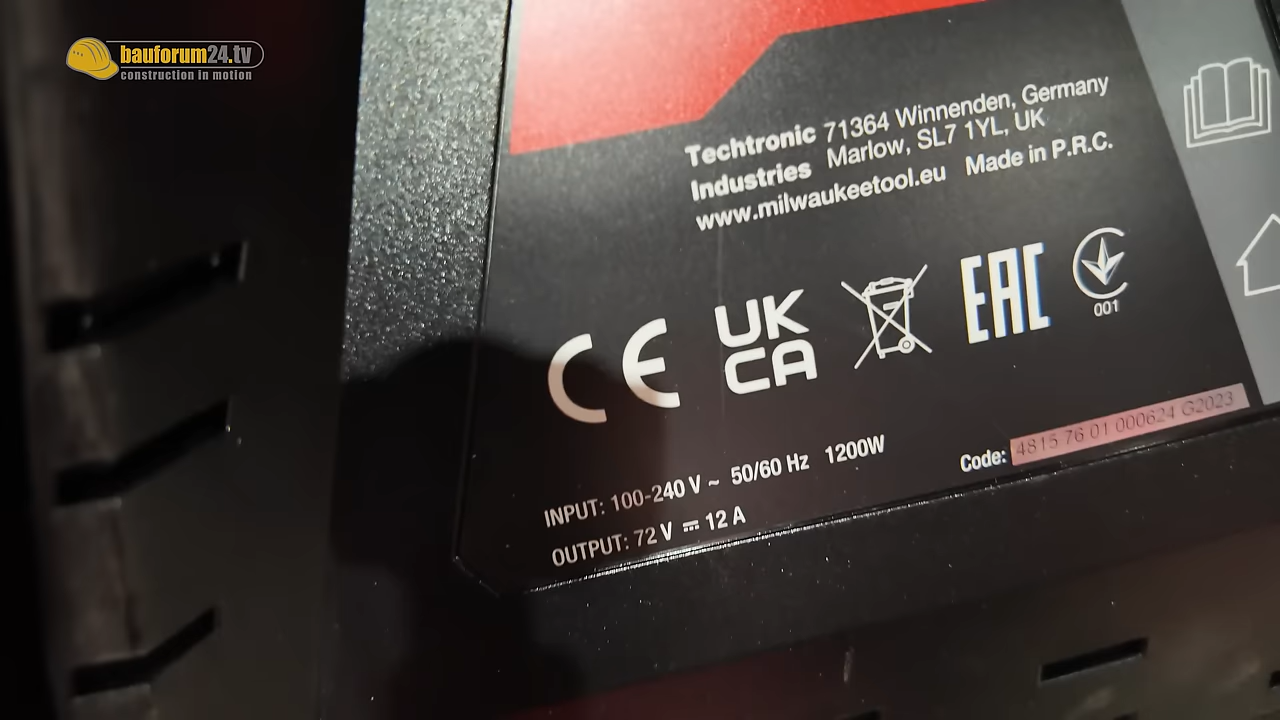 bauforum24.tv
construction in motion
Techtronic 71364 Winnenden, Germany
Industries Marlow, SL7 1YL, UK
www.milwaukeetool.eu Made in P.R.C.
CE
UK
CA
EAC
001
INPUT: 100-240 V ~ 50/60 Hz 1200W
OUTPUT: 72 V ⎓ 12 A
Code: 4815 76 01 000624 G2023